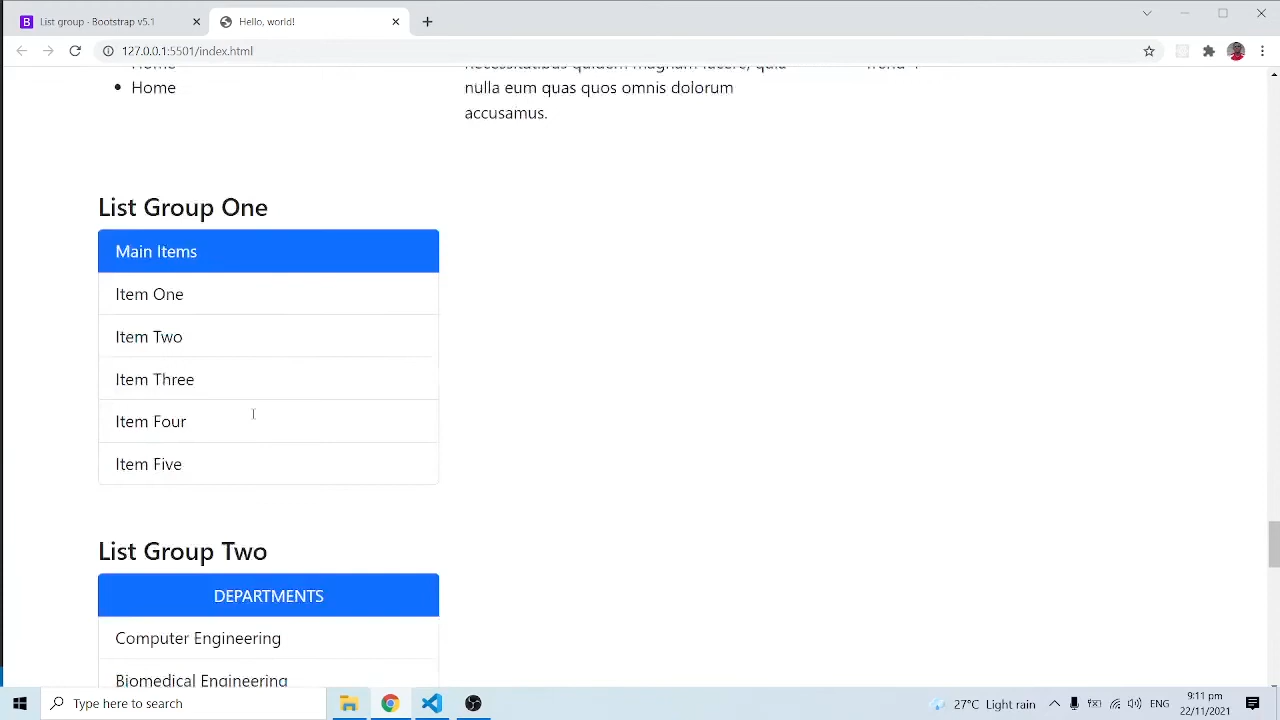 List group · Bootstrap v5.1
Hello, world!
127.0.0.1:5501/index.html
Home
Home
nulla eum quas quos omnis dolorum
accusamus.
List Group One
Main Items
Item One
Item Two
Item Three
Item Four
Item Five
List Group Two
DEPARTMENTS
Computer Engineering
Biomedical Engineering
Type here to search
27°C Light rain
ENG
9:11 pm
22/11/2021